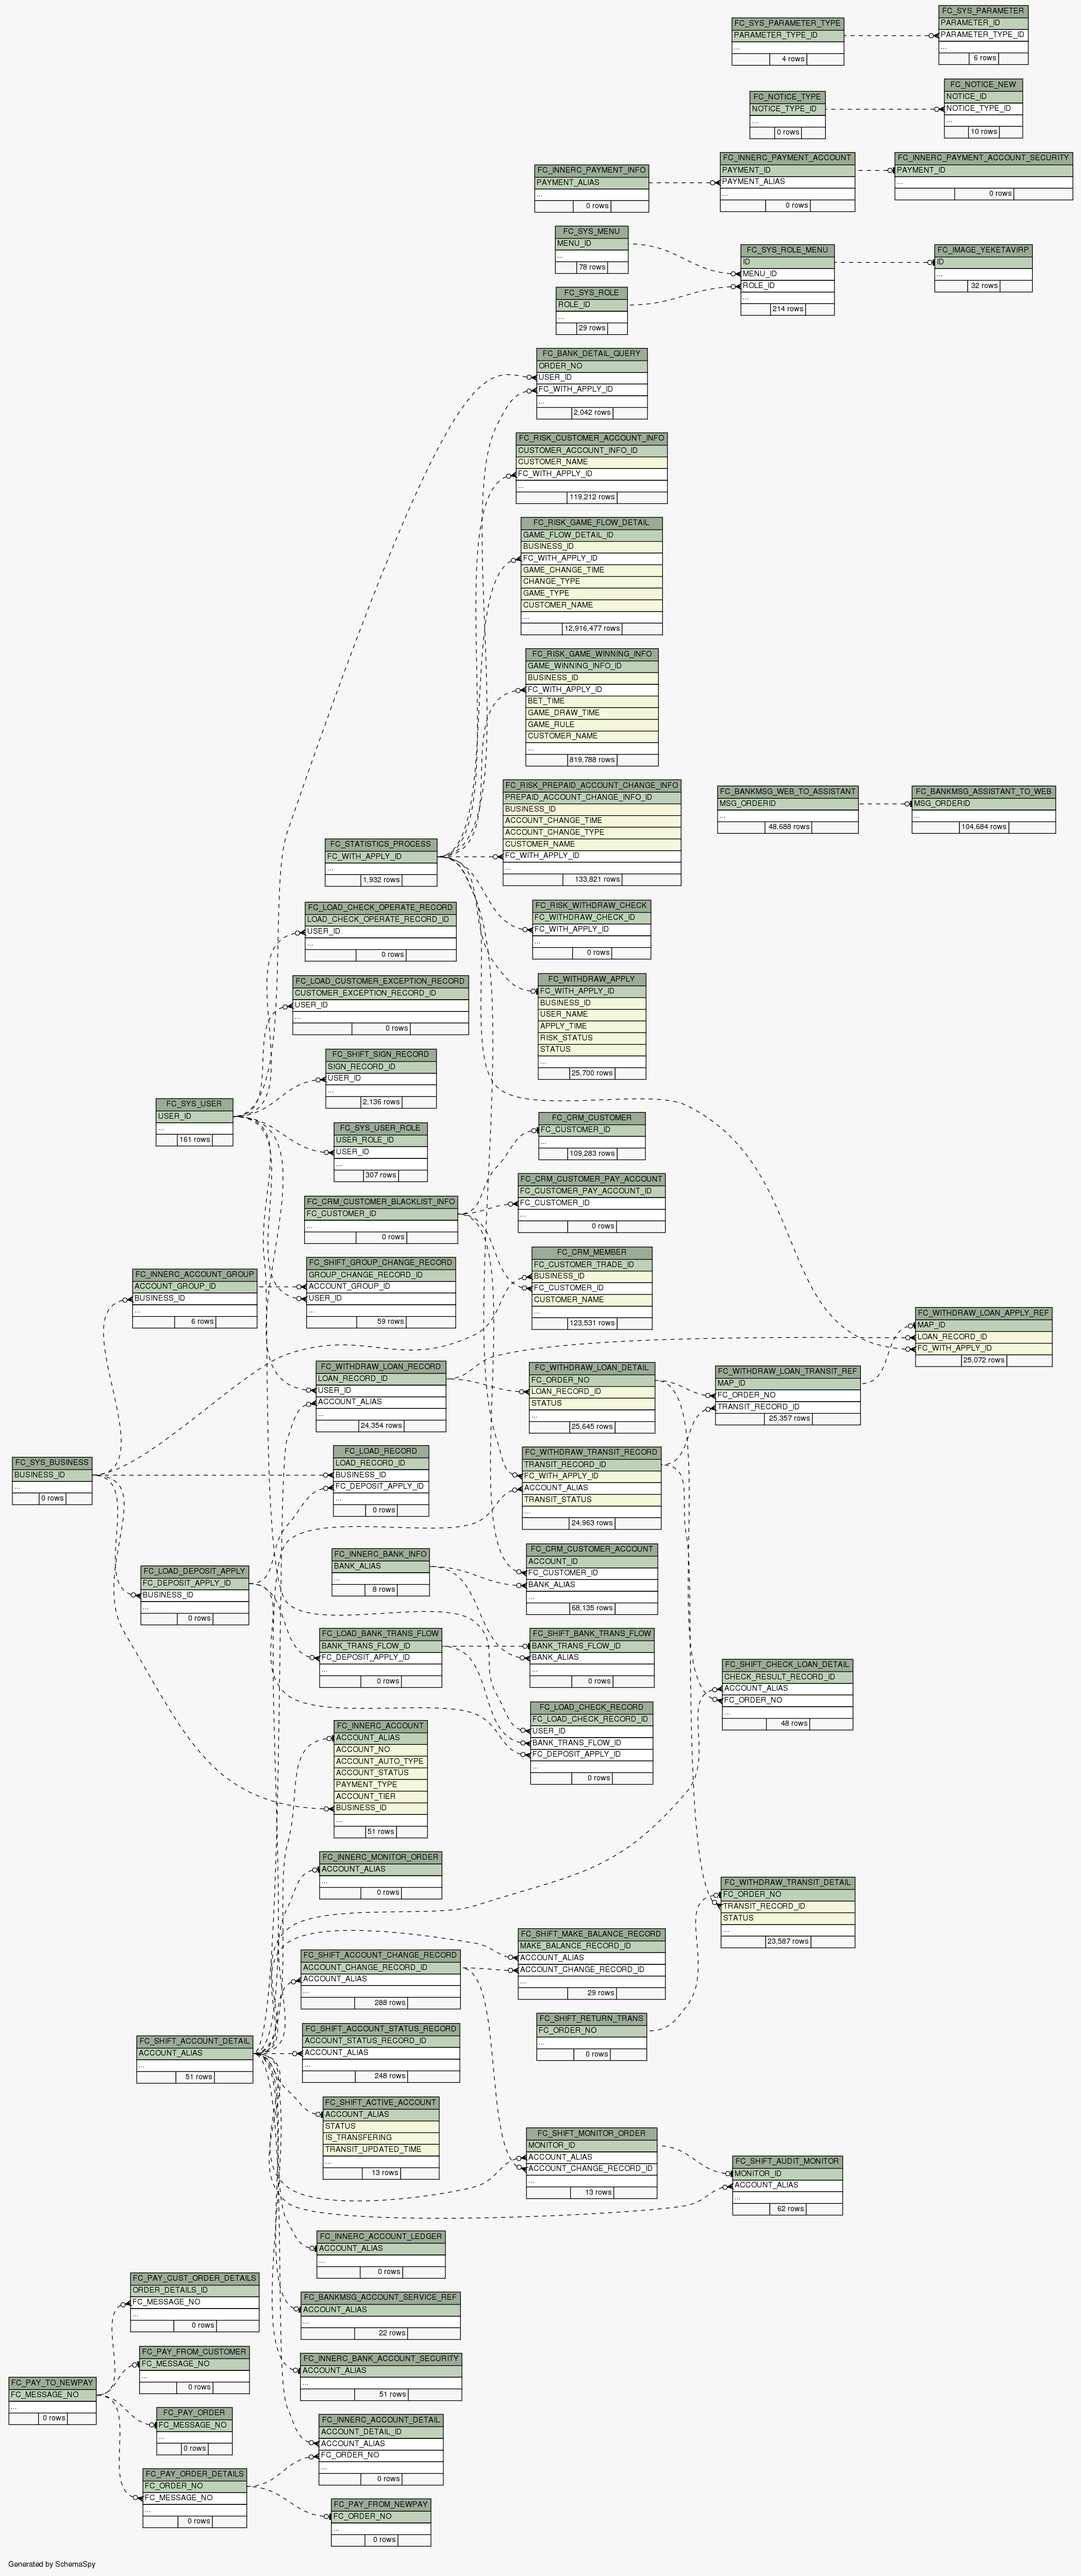 FC_SYS_PARAMETER_TYPE
PARAMETER_TYPE_ID
...
4 rows
FC_SYS_PARAMETER
PARAMETER_ID
PARAMETER_TYPE_ID
...
6 rows
FC_NOTICE_TYPE
NOTICE_TYPE_ID
...
0 rows
FC_NOTICE_NEW
NOTICE_ID
NOTICE_TYPE_ID
...
10 rows
FC_INNERC_PAYMENT_INFO
PAYMENT_ALIAS
...
0 rows
FC_INNERC_PAYMENT_ACCOUNT
PAYMENT_ID
PAYMENT_ALIAS
...
0 rows
FC_INNERC_PAYMENT_ACCOUNT_SECURITY
PAYMENT_ID
...
0 rows
FC_SYS_MENU
MENU_ID
...
78 rows
FC_SYS_ROLE
ROLE_ID
...
29 rows
FC_SYS_ROLE_MENU
ID
MENU_ID
ROLE_ID
...
214 rows
FC_IMAGE_YEKETAVIRP
ID
...
32 rows
FC_BANK_DETAIL_QUERY
ORDER_NO
USER_ID
FC_WITH_APPLY_ID
...
2,042 rows
FC_RISK_CUSTOMER_ACCOUNT_INFO
CUSTOMER_ACCOUNT_INFO_ID
CUSTOMER_NAME
FC_WITH_APPLY_ID
...
119,212 rows
FC_RISK_GAME_FLOW_DETAIL
GAME_FLOW_DETAIL_ID
BUSINESS_ID
FC_WITH_APPLY_ID
GAME_CHANGE_TIME
CHANGE_TYPE
GAME_TYPE
CUSTOMER_NAME
...
12,916,477 rows
FC_RISK_GAME_WINNING_INFO
GAME_WINNING_INFO_ID
BUSINESS_ID
FC_WITH_APPLY_ID
BET_TIME
GAME_DRAW_TIME
GAME_RULE
CUSTOMER_NAME
...
819,788 rows
FC_RISK_PREPAID_ACCOUNT_CHANGE_INFO
PREPAID_ACCOUNT_CHANGE_INFO_ID
BUSINESS_ID
ACCOUNT_CHANGE_TIME
ACCOUNT_CHANGE_TYPE
CUSTOMER_NAME
FC_WITH_APPLY_ID
...
133,821 rows
FC_BANKMSG_WEB_TO_ASSISTANT
MSG_ORDERID
...
48,688 rows
FC_BANKMSG_ASSISTANT_TO_WEB
MSG_ORDERID
...
104,684 rows
FC_STATISTICS_PROCESS
FC_WITH_APPLY_ID
...
1,932 rows
FC_LOAD_CHECK_OPERATE_RECORD
LOAD_CHECK_OPERATE_RECORD_ID
USER_ID
...
0 rows
FC_RISK_WITHDRAW_CHECK
FC_WITHDRAW_CHECK_ID
FC_WITH_APPLY_ID
...
0 rows
FC_LOAD_CUSTOMER_EXCEPTION_RECORD
CUSTOMER_EXCEPTION_RECORD_ID
USER_ID
...
0 rows
FC_WITHDRAW_APPLY
FC_WITH_APPLY_ID
BUSINESS_ID
USER_NAME
APPLY_TIME
RISK_STATUS
STATUS
...
25,700 rows
FC_SHIFT_SIGN_RECORD
SIGN_RECORD_ID
USER_ID
...
2,136 rows
FC_SYS_USER
USER_ID
...
161 rows
FC_SYS_USER_ROLE
USER_ROLE_ID
USER_ID
...
307 rows
FC_CRM_CUSTOMER
FC_CUSTOMER_ID
...
109,283 rows
FC_CRM_CUSTOMER_PAY_ACCOUNT
FC_CUSTOMER_PAY_ACCOUNT_ID
FC_CUSTOMER_ID
...
0 rows
FC_CRM_CUSTOMER_BLACKLIST_INFO
FC_CUSTOMER_ID
...
0 rows
FC_CRM_MEMBER
FC_CUSTOMER_TRADE_ID
BUSINESS_ID
FC_CUSTOMER_ID
CUSTOMER_NAME
...
123,531 rows
FC_INNERC_ACCOUNT_GROUP
ACCOUNT_GROUP_ID
BUSINESS_ID
...
6 rows
FC_SHIFT_GROUP_CHANGE_RECORD
GROUP_CHANGE_RECORD_ID
ACCOUNT_GROUP_ID
USER_ID
...
59 rows
FC_WITHDRAW_LOAN_APPLY_REF
MAP_ID
LOAN_RECORD_ID
FC_WITH_APPLY_ID
25,072 rows
FC_WITHDRAW_LOAN_RECORD
LOAN_RECORD_ID
USER_ID
ACCOUNT_ALIAS
...
24,354 rows
FC_WITHDRAW_LOAN_DETAIL
FC_ORDER_NO
LOAN_RECORD_ID
STATUS
...
25,645 rows
FC_WITHDRAW_LOAN_TRANSIT_REF
MAP_ID
FC_ORDER_NO
TRANSIT_RECORD_ID
25,357 rows
FC_SYS_BUSINESS
BUSINESS_ID
...
0 rows
FC_LOAD_RECORD
LOAD_RECORD_ID
BUSINESS_ID
FC_DEPOSIT_APPLY_ID
...
0 rows
FC_WITHDRAW_TRANSIT_RECORD
TRANSIT_RECORD_ID
FC_WITH_APPLY_ID
ACCOUNT_ALIAS
TRANSIT_STATUS
...
24,963 rows
FC_LOAD_DEPOSIT_APPLY
FC_DEPOSIT_APPLY_ID
BUSINESS_ID
...
0 rows
FC_INNERC_BANK_INFO
BANK_ALIAS
...
8 rows
FC_CRM_CUSTOMER_ACCOUNT
ACCOUNT_ID
FC_CUSTOMER_ID
BANK_ALIAS
...
68,135 rows
FC_LOAD_BANK_TRANS_FLOW
BANK_TRANS_FLOW_ID
FC_DEPOSIT_APPLY_ID
...
0 rows
FC_SHIFT_BANK_TRANS_FLOW
BANK_TRANS_FLOW_ID
BANK_ALIAS
...
0 rows
FC_SHIFT_CHECK_LOAN_DETAIL
CHECK_RESULT_RECORD_ID
ACCOUNT_ALIAS
FC_ORDER_NO
...
48 rows
FC_LOAD_CHECK_RECORD
FC_LOAD_CHECK_RECORD_ID
USER_ID
BANK_TRANS_FLOW_ID
FC_DEPOSIT_APPLY_ID
...
0 rows
FC_INNERC_ACCOUNT
ACCOUNT_ALIAS
ACCOUNT_NO
ACCOUNT_AUTO_TYPE
ACCOUNT_STATUS
PAYMENT_TYPE
ACCOUNT_TIER
BUSINESS_ID
...
51 rows
FC_INNERC_MONITOR_ORDER
ACCOUNT_ALIAS
...
0 rows
FC_WITHDRAW_TRANSIT_DETAIL
FC_ORDER_NO
TRANSIT_RECORD_ID
STATUS
...
23,587 rows
FC_SHIFT_MAKE_BALANCE_RECORD
MAKE_BALANCE_RECORD_ID
ACCOUNT_ALIAS
ACCOUNT_CHANGE_RECORD_ID
...
29 rows
FC_SHIFT_ACCOUNT_CHANGE_RECORD
ACCOUNT_CHANGE_RECORD_ID
ACCOUNT_ALIAS
...
288 rows
FC_SHIFT_RETURN_TRANS
FC_ORDER_NO
...
0 rows
FC_SHIFT_ACCOUNT_DETAIL
ACCOUNT_ALIAS
...
51 rows
FC_SHIFT_ACCOUNT_STATUS_RECORD
ACCOUNT_STATUS_RECORD_ID
ACCOUNT_ALIAS
...
248 rows
FC_SHIFT_ACTIVE_ACCOUNT
ACCOUNT_ALIAS
STATUS
IS_TRANSFERING
TRANSIT_UPDATED_TIME
...
13 rows
FC_SHIFT_MONITOR_ORDER
MONITOR_ID
ACCOUNT_ALIAS
ACCOUNT_CHANGE_RECORD_ID
...
13 rows
FC_SHIFT_AUDIT_MONITOR
MONITOR_ID
ACCOUNT_ALIAS
...
62 rows
FC_INNERC_ACCOUNT_LEDGER
ACCOUNT_ALIAS
...
0 rows
FC_PAY_CUST_ORDER_DETAILS
ORDER_DETAILS_ID
FC_MESSAGE_NO
...
0 rows
FC_BANKMSG_ACCOUNT_SERVICE_REF
ACCOUNT_ALIAS
...
22 rows
FC_PAY_FROM_CUSTOMER
FC_MESSAGE_NO
...
0 rows
FC_INNERC_BANK_ACCOUNT_SECURITY
ACCOUNT_ALIAS
...
51 rows
FC_PAY_TO_NEWPAY
FC_MESSAGE_NO
...
0 rows
FC_PAY_ORDER
FC_MESSAGE_NO
...
0 rows
FC_INNERC_ACCOUNT_DETAIL
ACCOUNT_DETAIL_ID
ACCOUNT_ALIAS
FC_ORDER_NO
...
0 rows
FC_PAY_ORDER_DETAILS
FC_ORDER_NO
FC_MESSAGE_NO
...
0 rows
FC_PAY_FROM_NEWPAY
FC_ORDER_NO
...
0 rows
Generated by SchemaSpy